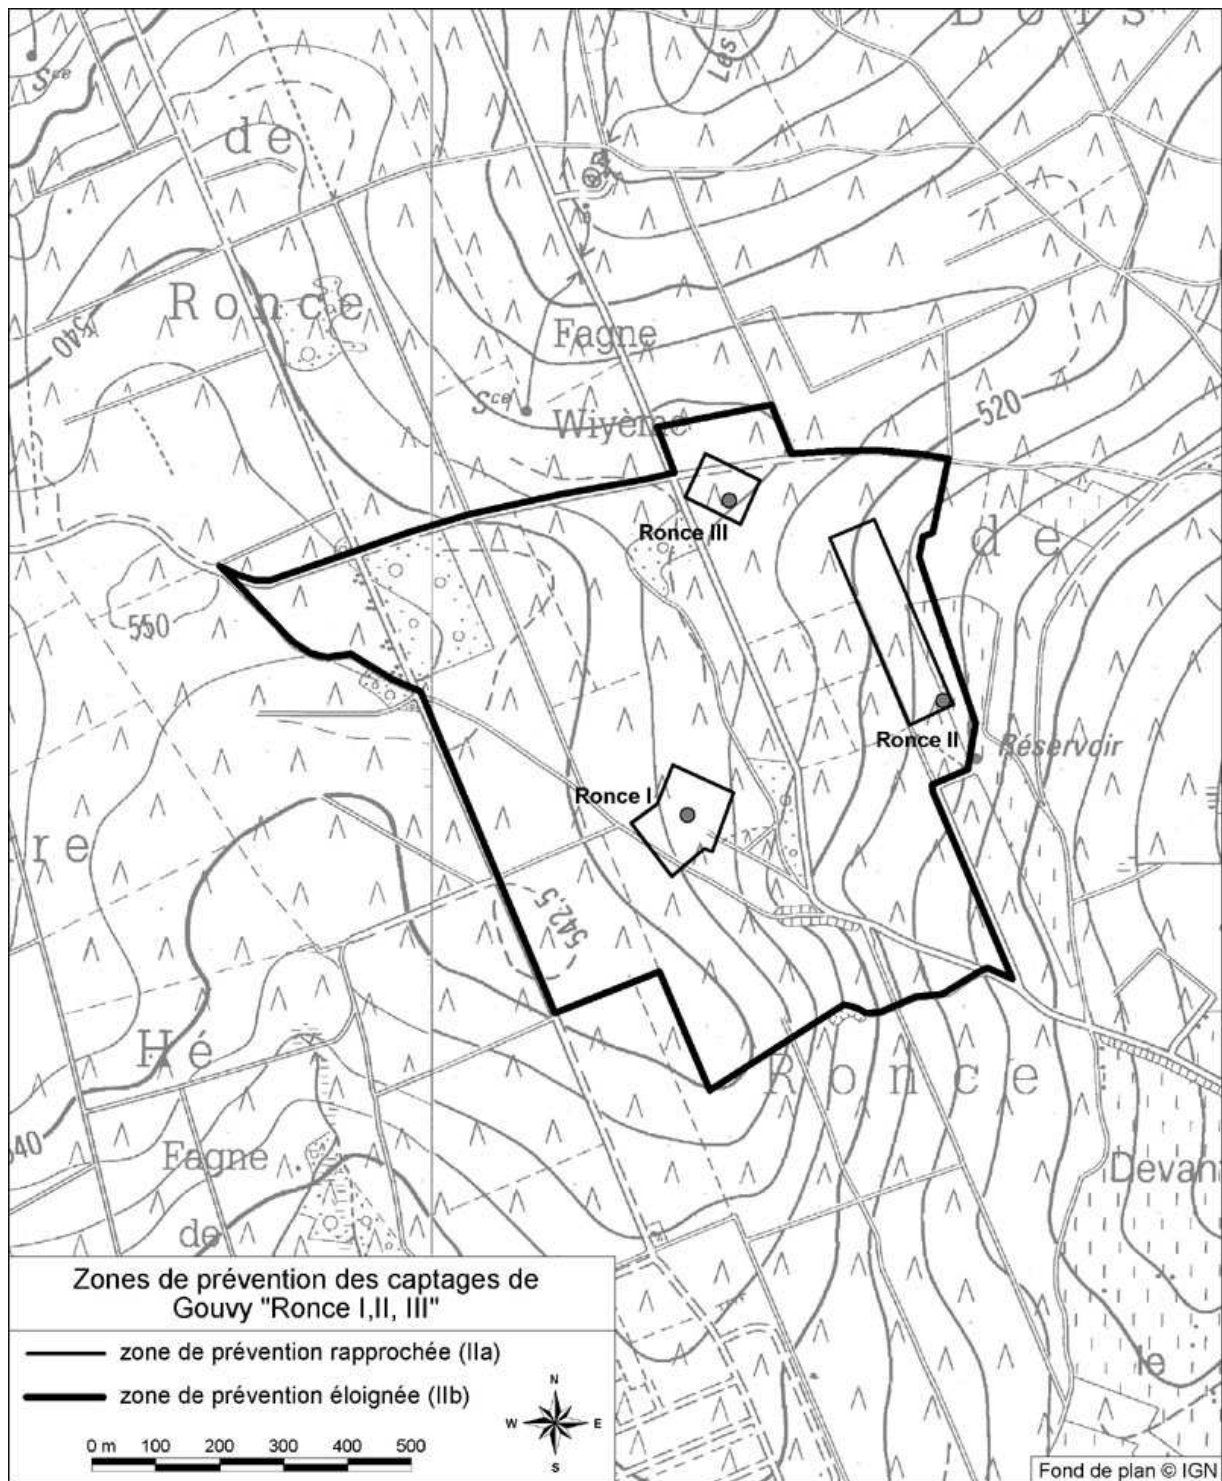 Bois
Les
Sce
de
Ronce
540
Fagne
Wiyème
Sce
520
Ronce III
de
550
Ronce II
Réservoir
Ronce I
re
542.5
Hé
Ronce
40
Fagne
de
Devan
le
Zones de prévention des captages de
Gouvy "Ronce I,II, III"
zone de prévention rapprochée (IIa)
zone de prévention éloignée (IIb)
N
W E
S
0 m 100 200 300 400 500
Fond de plan © IGN